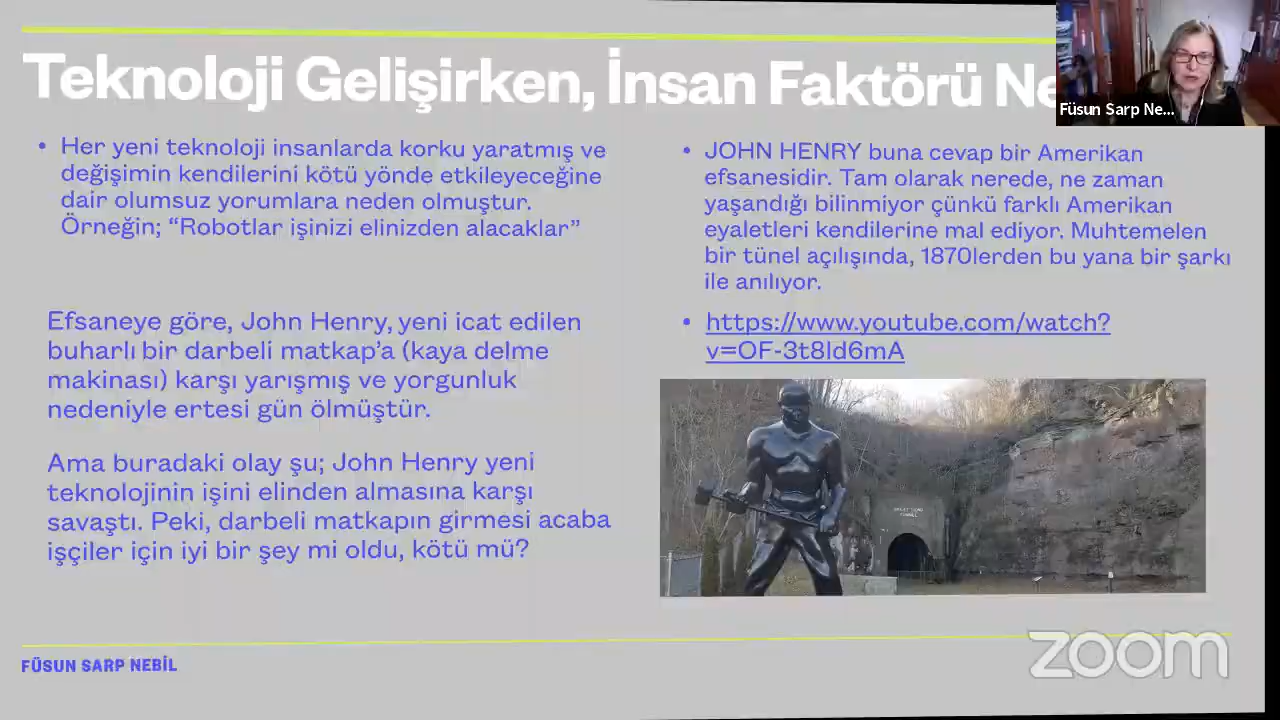 Teknoloji Gelişirken, İnsan Faktörü Ne
Füsun Sarp Ne...
• Her yeni teknoloji insanlarda korku yaratmış ve
değişimin kendilerini kötü yönde etkileyeceğine
dair olumsuz yorumlara neden olmuştur.
Örneğin; “Robotlar işinizi elinizden alacaklar”
Efsaneye göre, John Henry, yeni icat edilen
buharlı bir darbeli matkap’a (kaya delme
makinası) karşı yarışmış ve yorgunluk
nedeniyle ertesi gün ölmüştür.
Ama buradaki olay şu; John Henry yeni
teknolojinin işini elinden almasına karşı
savaştı. Peki, darbeli matkapın girmesi acaba
işçiler için iyi bir şey mi oldu, kötü mü?
• JOHN HENRY buna cevap bir Amerikan
efsanesidir. Tam olarak nerede, ne zaman
yaşandığı bilinmiyor çünkü farklı Amerikan
eyaletleri kendilerine mal ediyor. Muhtemelen
bir tünel açılışında, 1870lerden bu yana bir şarkı
ile anılıyor.
• https://www.youtube.com/watch?
v=OF-3t8ld6mA
FÜSUN SARP NEBİL
zoom